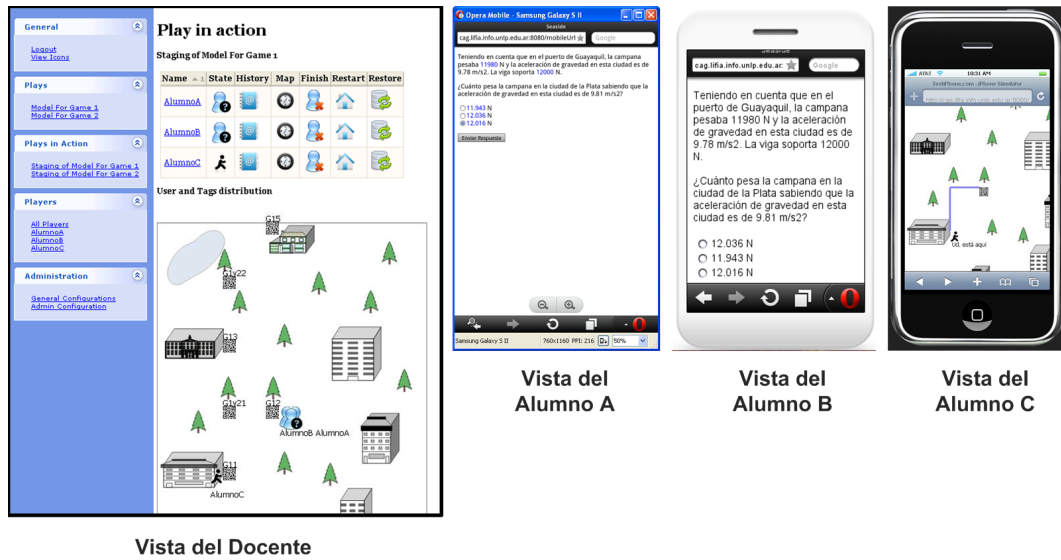 General
Logout
View Icons
Plays
Model For Game 1
Model For Game 2
Plays in Action
Staging of Model For Game 1
Staging of Model For Game 2
Players
All Players
AlumnoA
AlumnoB
AlumnoC
Administration
General Configurations
Admin Configuration
Play in action
Staging of Model For Game 1
Name 1 State History Map Finish Restart Restore
AlumnoA
AlumnoB
AlumnoC
User and Tags distribution
G15
G1y22
G13
G1y21 G12
AlumnoB AlumnoA
G11
AlumnoC
Vista del Docente
Opera Mobile - Samsung Galaxy S II
Seaside
cag.lifia.info.unlp.edu.ar:8080/mobileUrl Google
Teniendo en cuenta que en el puerto de Guayaquil, la campana
pesaba 11980 N y la aceleración de gravedad en esta ciudad es de
9.78 m/s2. La viga soporta 12000 N.
¿Cuánto pesa la campana en la ciudad de la Plata sabiendo que la
aceleración de gravedad en esta ciudad es de 9.81 m/s2?
11.943 N
12.036 N
12.016 N
Enviar Respuesta
Samsung Galaxy S II 760x1160 PPI: 216 50%
Vista del
Alumno A
cag.lifia.info.unlp.edu.ar: Google
Teniendo en cuenta que en el
puerto de Guayaquil, la campana
pesaba 11980 N y la aceleración
de gravedad en esta ciudad es de
9.78 m/s2. La viga soporta 12000
N.
¿Cuánto pesa la campana en la
ciudad de la Plata sabiendo que la
aceleración de gravedad en esta
ciudad es de 9.81 m/s2?
12.036 N
11.943 N
12.016 N
Vista del
Alumno B
AT&T 10:31 AM
TestiPhone.com - iPhone Simulator
Ud. está aquí
Vista del
Alumno C